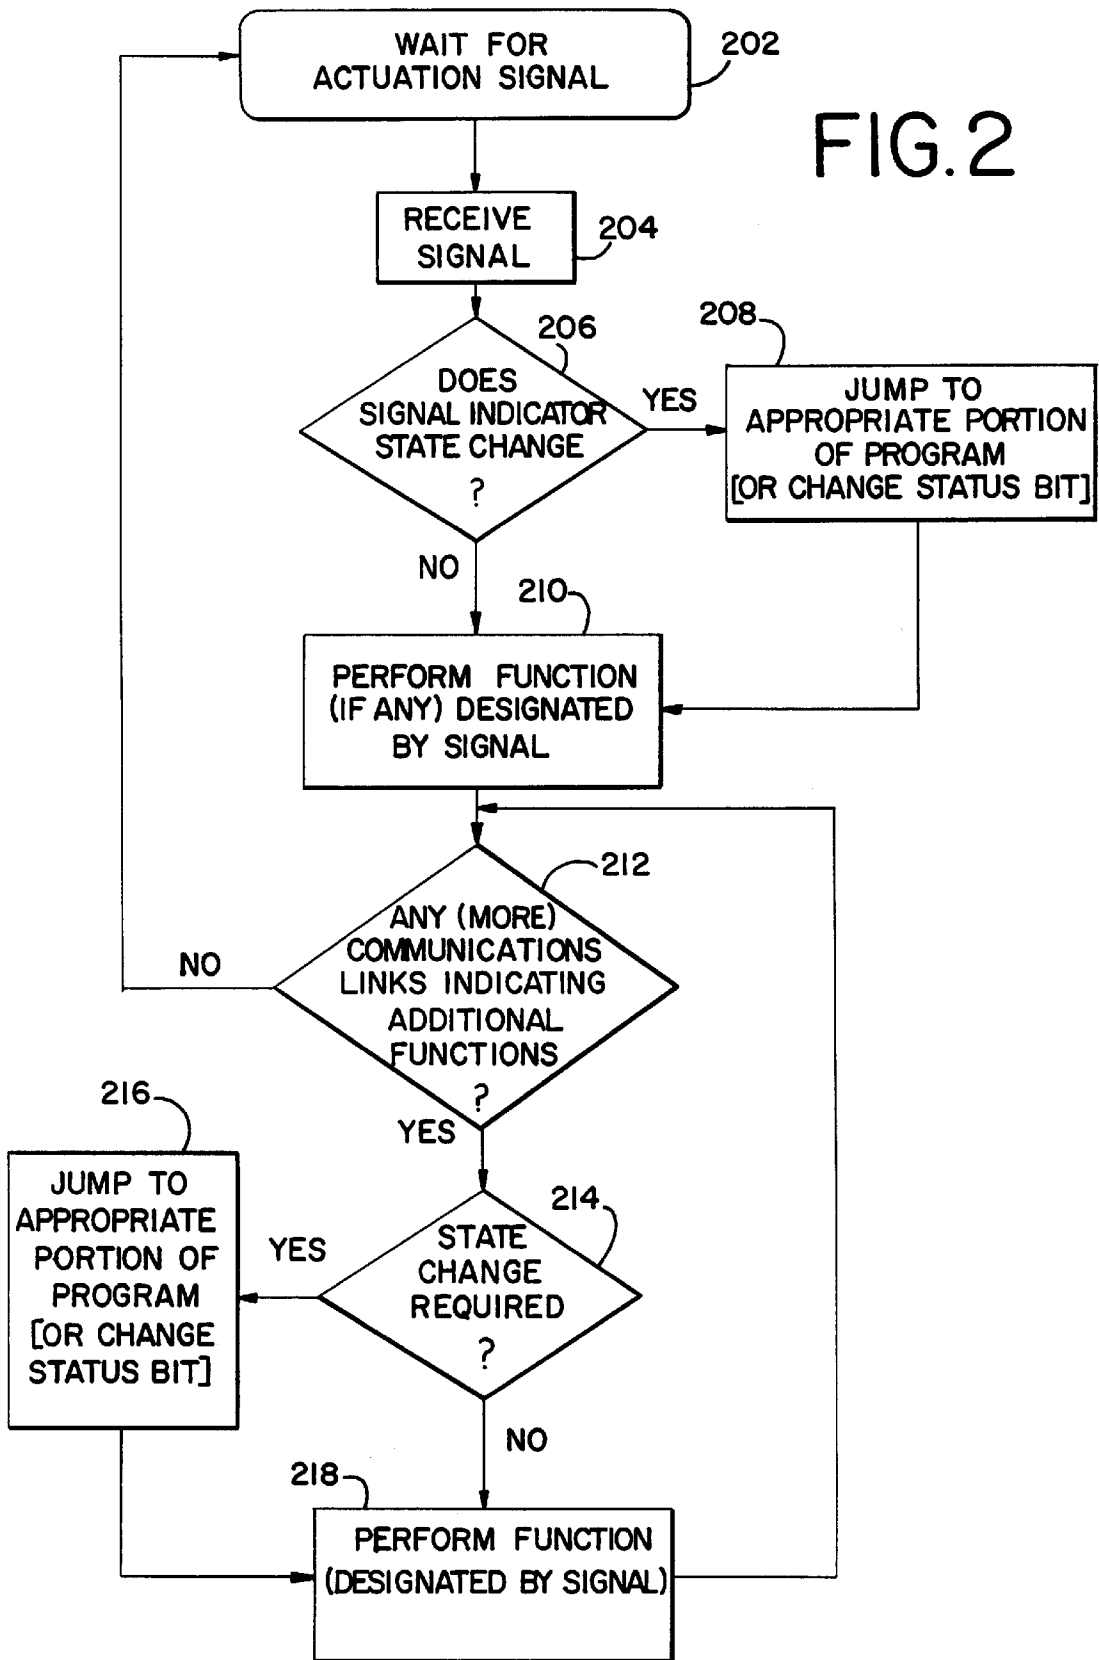 WAIT FOR
ACTUATION SIGNAL
202
FIG. 2
RECEIVE
SIGNAL
204
206
DOES
SIGNAL INDICATOR
STATE CHANGE
?
YES
208
JUMP TO
APPROPRIATE PORTION
OF PROGRAM
[OR CHANGE STATUS BIT]
NO
210
PERFORM FUNCTION
(IF ANY) DESIGNATED
BY SIGNAL
212
ANY (MORE)
COMMUNICATIONS
LINKS INDICATING
ADDITIONAL
FUNCTIONS
?
NO
YES
214
STATE
CHANGE
REQUIRED
?
YES
216
JUMP TO
APPROPRIATE
PORTION OF
PROGRAM
[OR CHANGE
STATUS BIT]
NO
218
PERFORM FUNCTION
(DESIGNATED BY SIGNAL)